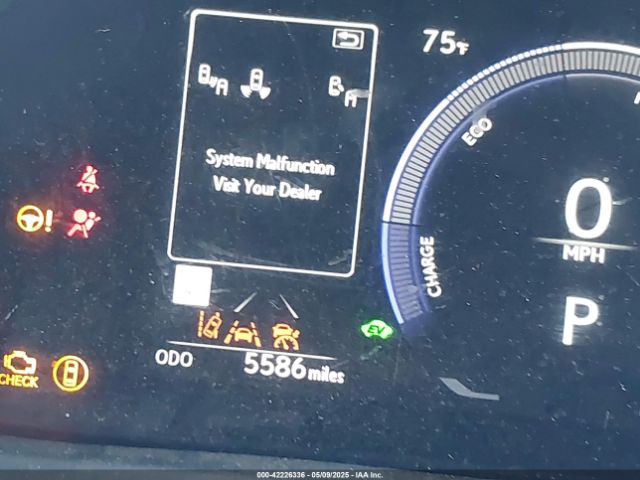 75°F
A
A
System Malfunction
Visit Your Dealer
ECO
0
MPH
CHARGE
P
EV
CHECK
ODO 5586 miles
000-42226336 - 05/09/2025 - IAA Inc.